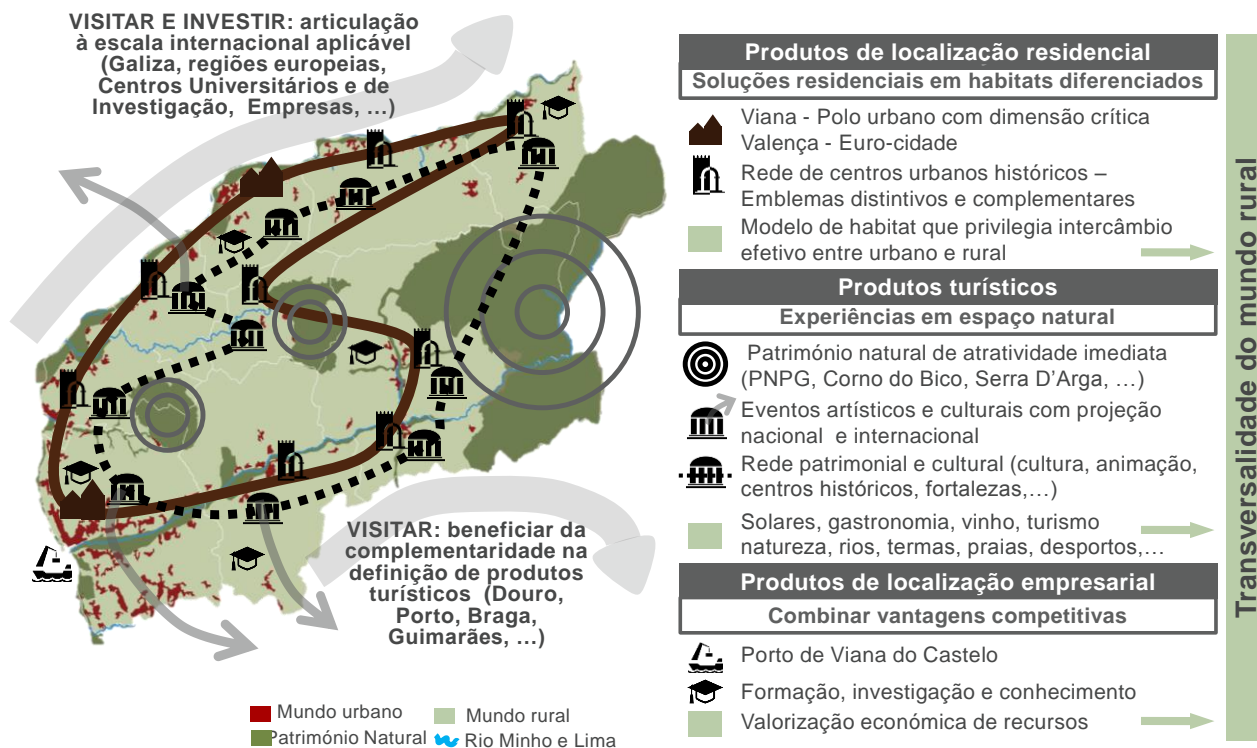 VISITAR E INVESTIR: articulação
à escala internacional aplicável
(Galiza, regiões europeias,
Centros Universitários e de
Investigação, Empresas, ...)
VISITAR: beneficiar da
complementaridade na
definição de produtos
turísticos (Douro,
Porto, Braga,
Guimarães, ...)
Mundo urbano
Mundo rural
Património Natural
Rio Minho e Lima
Produtos de localização residencial
Soluções residenciais em habitats diferenciados
Viana - Polo urbano com dimensão crítica
Valença - Euro-cidade
Rede de centros urbanos históricos –
Emblemas distintivos e complementares
Modelo de habitat que privilegia intercâmbio
efetivo entre urbano e rural
Produtos turísticos
Experiências em espaço natural
Património natural de atratividade imediata
(PNPG, Corno do Bico, Serra D'Arga, ...)
Eventos artísticos e culturais com projeção
nacional e internacional
Rede patrimonial e cultural (cultura, animação,
centros históricos, fortalezas,...)
Solares, gastronomia, vinho, turismo
natureza, rios, termas, praias, desportos,...
Produtos de localização empresarial
Combinar vantagens competitivas
Porto de Viana do Castelo
Formação, investigação e conhecimento
Valorização económica de recursos
Transversalidade do mundo rural